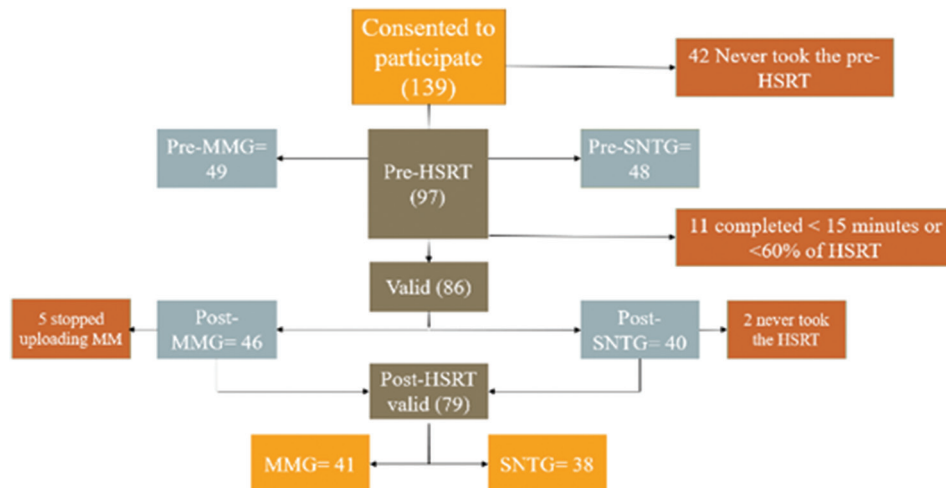 Consented to
participate
(139)
42 Never took the pre-
HSRT
Pre-MMG=
49
Pre-HSRT
(97)
Pre-SNTG=
48
11 completed < 15 minutes or
<60% of HSRT
Valid (86)
5 stopped
uploading MM
Post-
MMG= 46
Post-
SNTG= 40
2 never took
the HSRT
Post-HSRT
valid (79)
MMG= 41
SNTG= 38